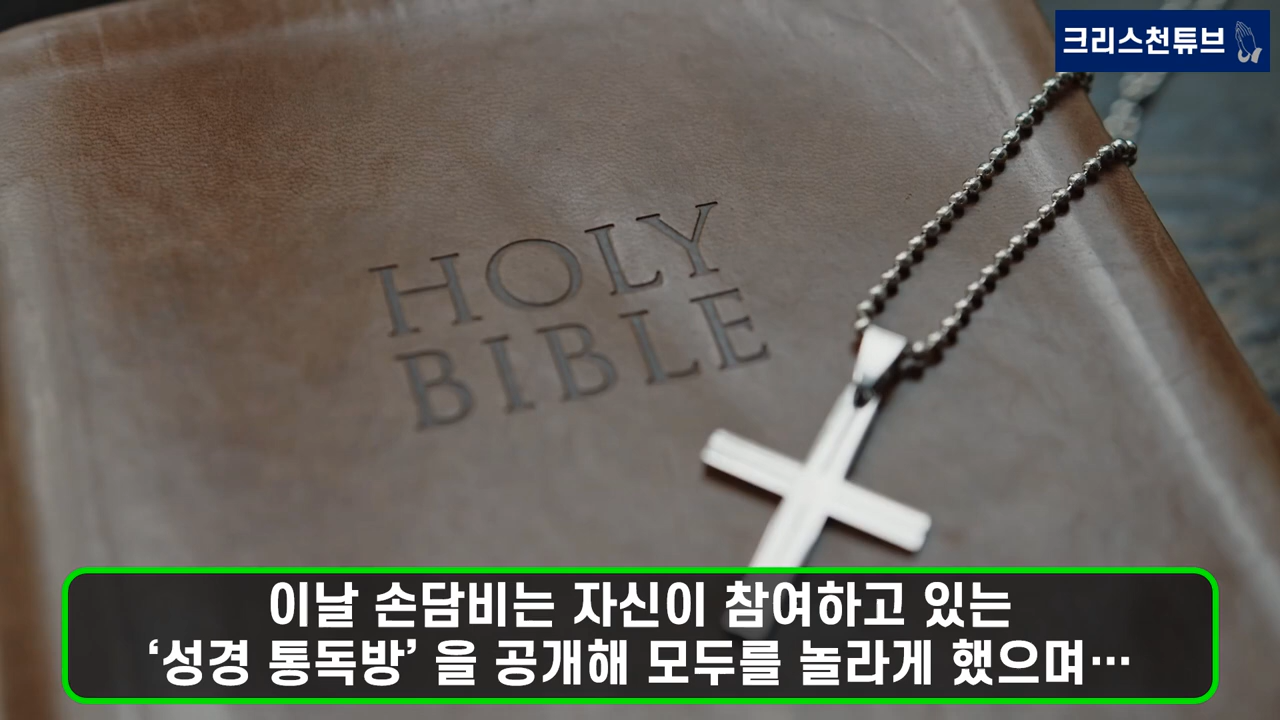 크리스천튜브
HOLY
BIBLE
이날 손담비는 자신이 참여하고 있는
‘성경 통독방’ 을 공개해 모두를 놀라게 했으며…